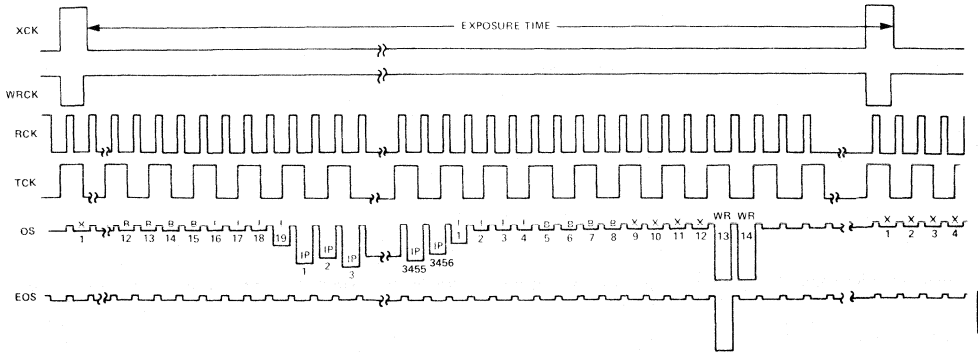 EXPOSURE TIME
XCK
WRCK
RCK
TCK
WR WR
OS
X B B B B I I I I I I I I B B B B X X X X X X X X
1 12 13 14 15 16 17 18 19 1 2 3 4 5 6 7 8 9 10 11 12 13 14 1 2 3 4
IP IP IP IP IP
1 2 3 3455 3456
EOS